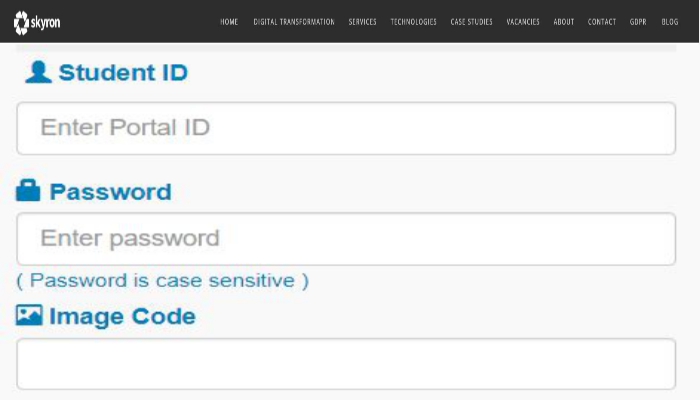 skyron
HOME DIGITAL TRANSFORMATION SERVICES TECHNOLOGIES CASE STUDIES VACANCIES ABOUT CONTACT GDPR BLOG
Student ID
Enter Portal ID
Password
Enter password
( Password is case sensitive )
Image Code